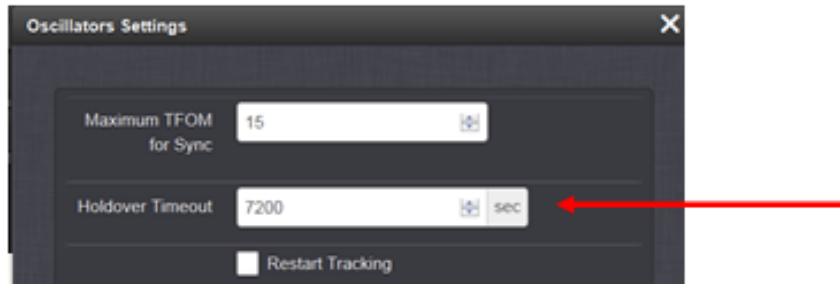 Oscillators Settings
Maximum TFOM
for Sync
15
Holdover Timeout
7200
sec
Restart Tracking